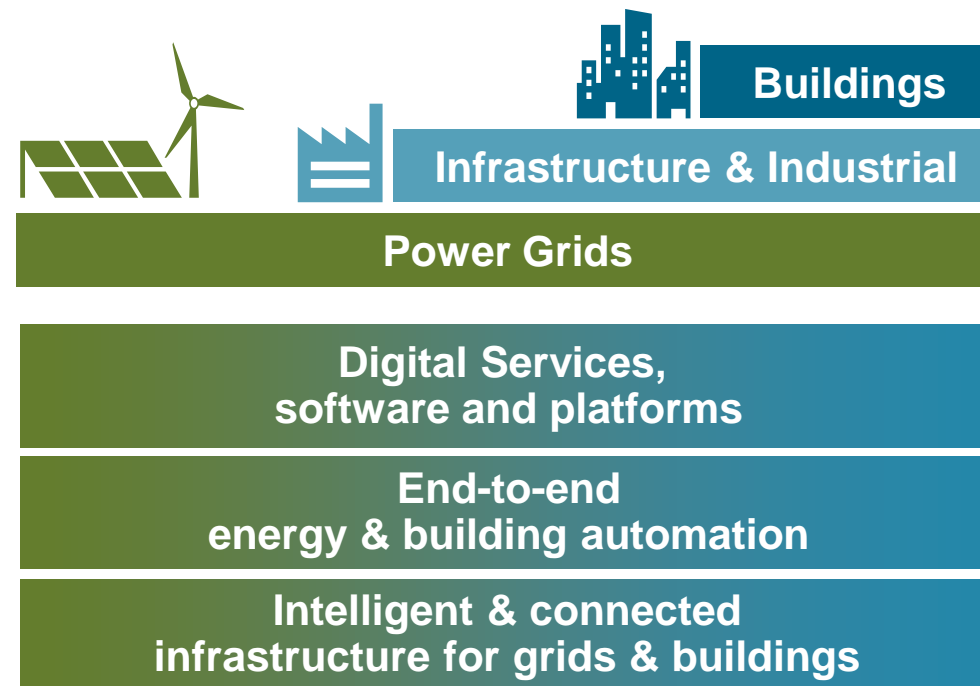 Buildings
Infrastructure & Industrial
Power Grids
Digital Services,
software and platforms
End-to-end
energy & building automation
Intelligent & connected
infrastructure for grids & buildings